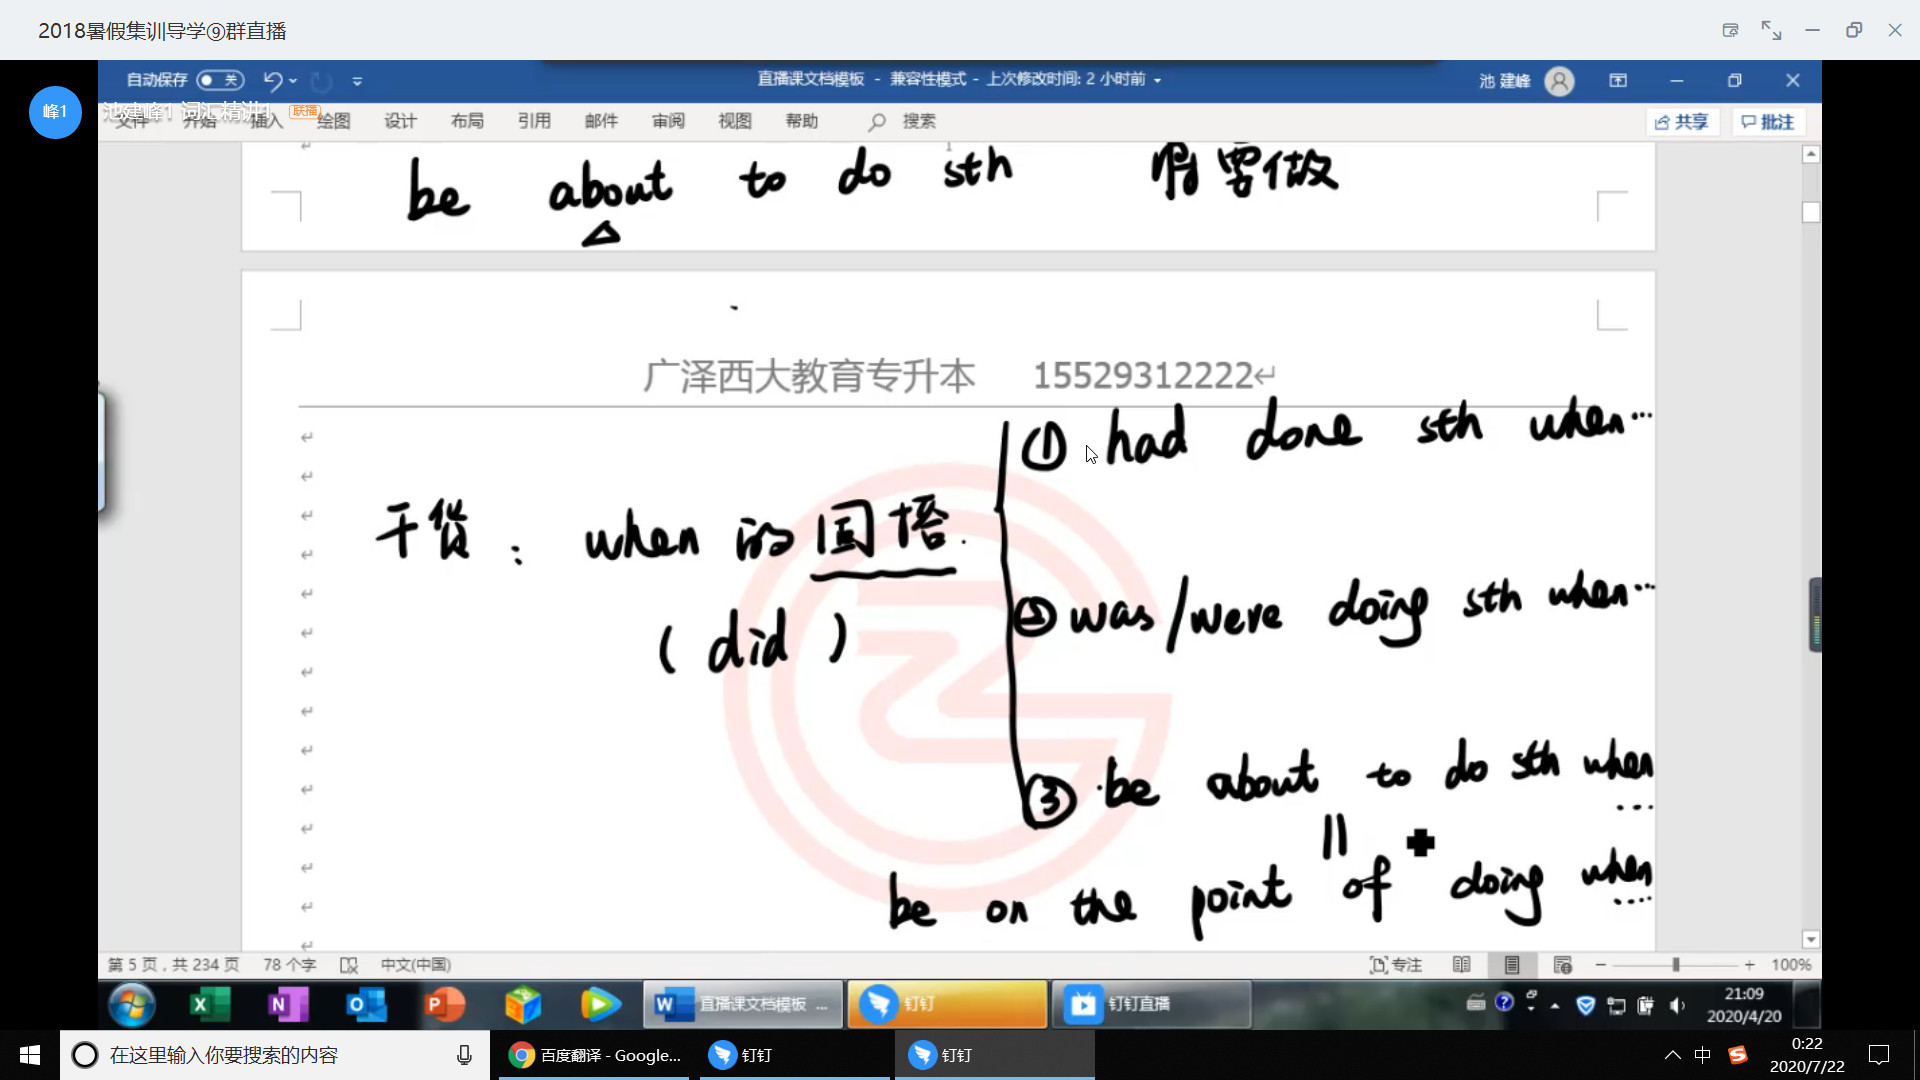 2018暑假集训导学⑨群直播
自动保存 关
直播课文档模板 - 兼容性模式 - 上次修改时间: 2 小时前
池 建峰
峰1
池建峰1 词汇精讲1 联播
文件 开始 插入 绘图 设计 布局 引用 邮件 审阅 视图 帮助 搜索
共享 批注
be about to do sth 即将要做
广泽西大教育专升本 15529312222
① had done sth when...
干货: when 的 固搭.
② was/were doing sth when...
(did)
③ be about to do sth when ...
be on the point of doing when ....
第 5 页, 共 234 页 78 个字 中文(中国)
专注 100%
直播课文档模板 ...
钉钉
钉钉直播
21:09
2020/4/20
在这里输入你要搜索的内容
百度翻译 - Google...
钉钉
钉钉
中
0:22
2020/7/22